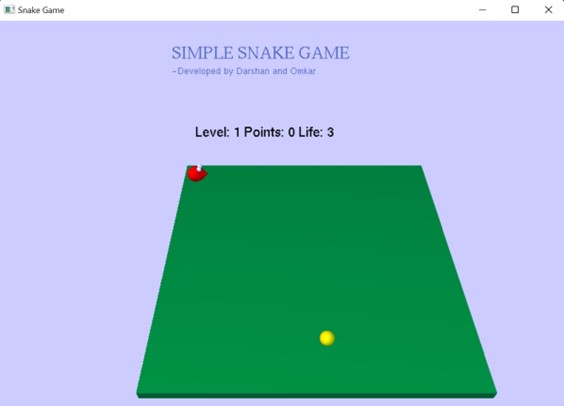 Snake Game
SIMPLE SNAKE GAME
~Developed by Darshan and Omkar
Level: 1 Points: 0 Life: 3